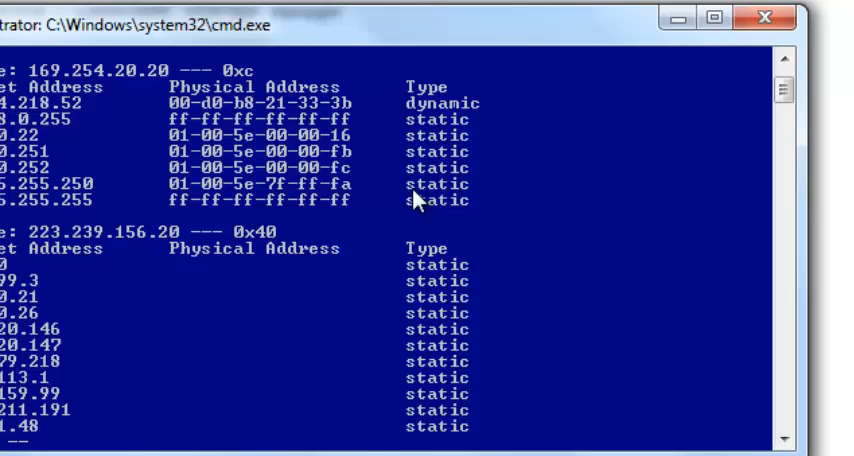 trator: C:\Windows\system32\cmd.exe
e: 169.254.20.20 --- 0xc
et Address Physical Address Type
4.218.52 00-d0-b8-21-33-3b dynamic
8.0.255 ff-ff-ff-ff-ff-ff static
0.22 01-00-5e-00-00-16 static
0.251 01-00-5e-00-00-fb static
0.252 01-00-5e-00-00-fc static
5.255.250 01-00-5e-7f-ff-fa static
5.255.255 ff-ff-ff-ff-ff-ff static
e: 223.239.156.20 --- 0x40
et Address Physical Address Type
0 static
99.3 static
0.21 static
0.26 static
20.146 static
20.147 static
79.218 static
113.1 static
159.99 static
211.191 static
1.48 static
--